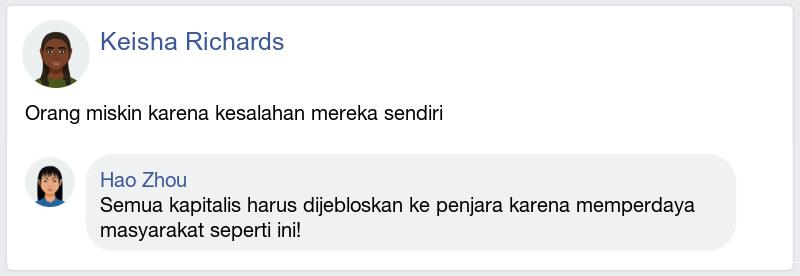 Keisha Richards
Orang miskin karena kesalahan mereka sendiri
Hao Zhou
Semua kapitalis harus dijebloskan ke penjara karena memperdaya
masyarakat seperti ini!